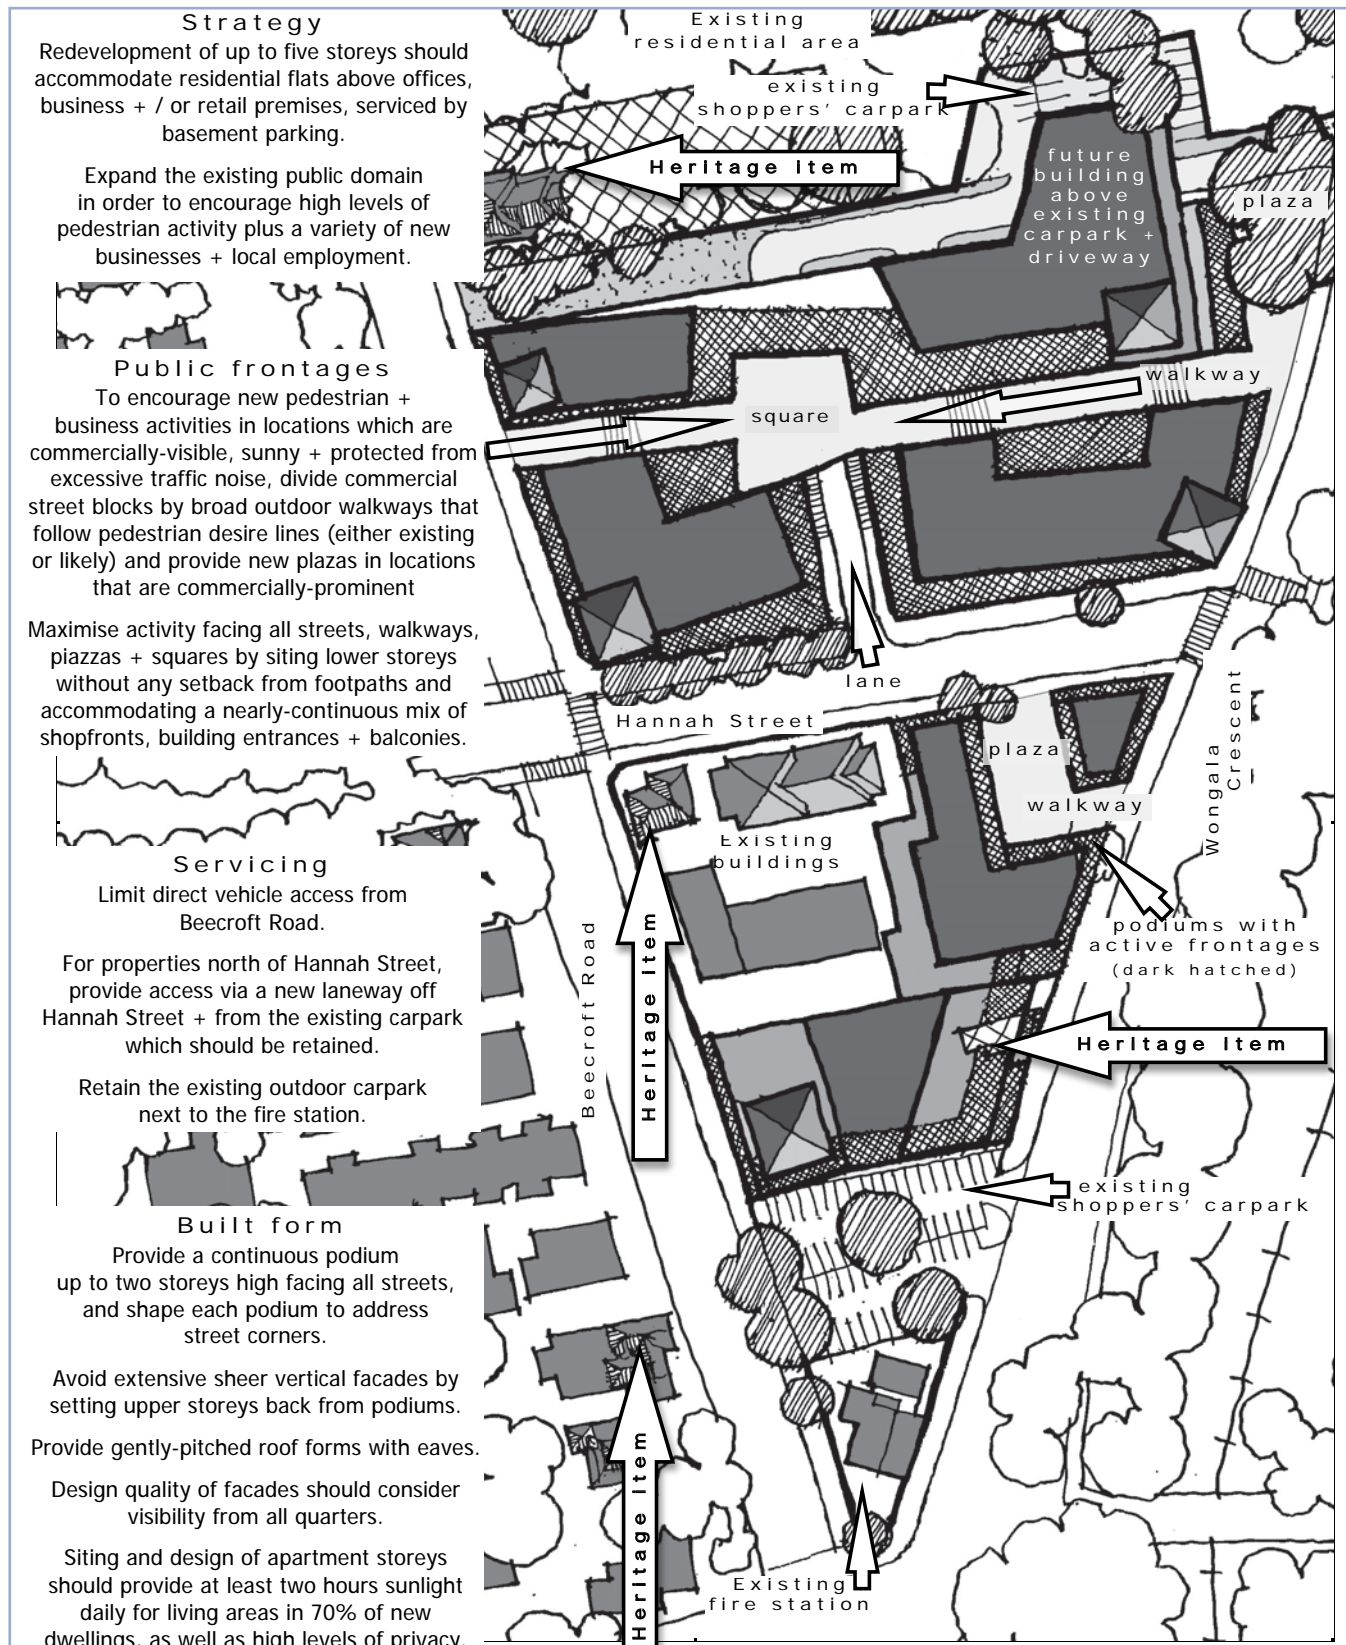 Strategy
Redevelopment of up to five storeys should
accommodate residential flats above offices,
business + / or retail premises, serviced by
basement parking.
Expand the existing public domain
in order to encourage high levels of
pedestrian activity plus a variety of new
businesses + local employment.
Public frontages
To encourage new pedestrian +
business activities in locations which are
commercially-visible, sunny + protected from
excessive traffic noise, divide commercial
street blocks by broad outdoor walkways that
follow pedestrian desire lines (either existing
or likely) and provide new plazas in locations
that are commercially-prominent
Maximise activity facing all streets, walkways,
piazzas + squares by siting lower storeys
without any setback from footpaths and
accommodating a nearly-continuous mix of
shopfronts, building entrances + balconies.
Servicing
Limit direct vehicle access from
Beecroft Road.
For properties north of Hannah Street,
provide access via a new laneway off
Hannah Street + from the existing carpark
which should be retained.
Retain the existing outdoor carpark
next to the fire station.
Built form
Provide a continuous podium
up to two storeys high facing all streets,
and shape each podium to address
street corners.
Avoid extensive sheer vertical facades by
setting upper storeys back from podiums.
Provide gently-pitched roof forms with eaves.
Design quality of facades should consider
visibility from all quarters.
Siting and design of apartment storeys
should provide at least two hours sunlight
daily for living areas in 70% of new
dwellings, as well as high levels of privacy.
Existing
residential area
existing
shoppers' carpark
Heritage item
future
building
above
existing
carpark +
driveway
plaza
walkway
square
lane
Hannah Street
plaza
walkway
Wongala
Crescent
Existing
buildings
Beecroft Road
Heritage item
podiums with
active frontages
(dark hatched)
Heritage item
existing
shoppers' carpark
Heritage item
Existing
fire station